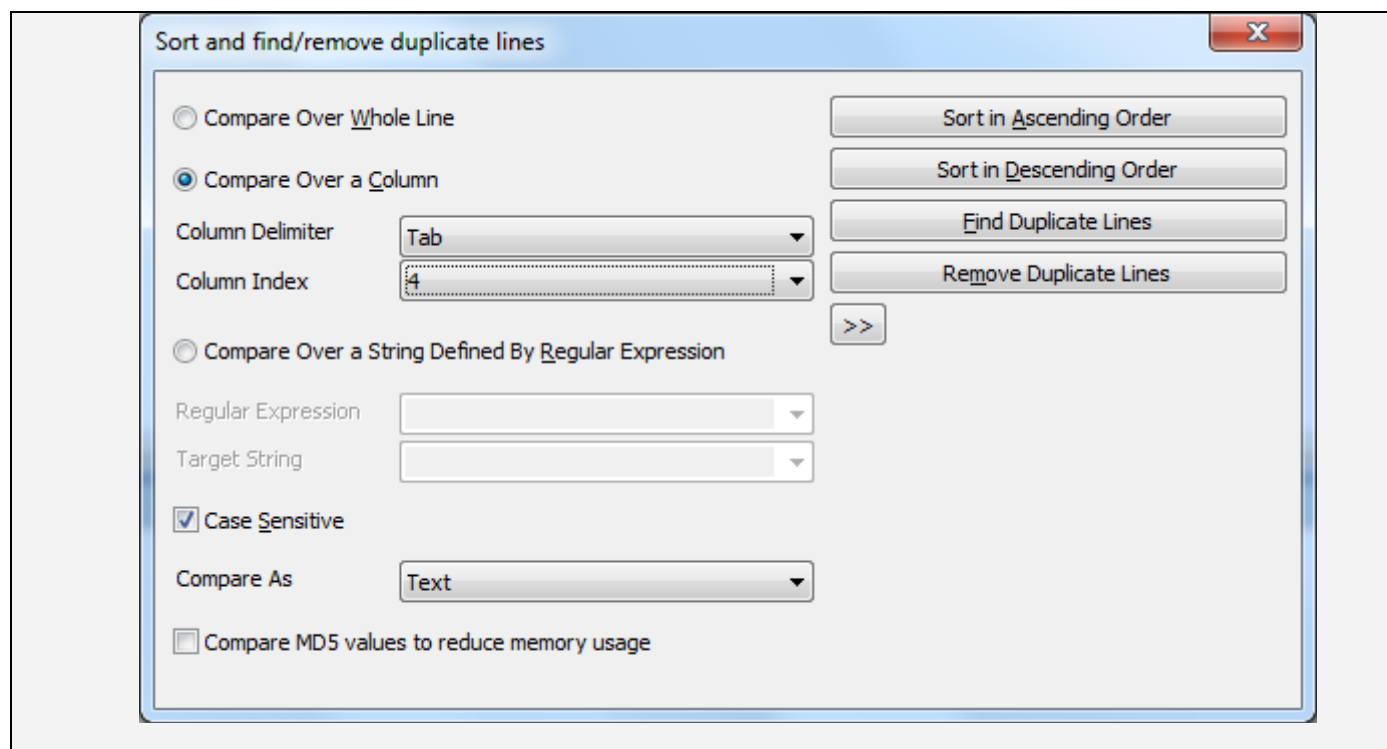 Sort and find/remove duplicate lines
Compare Over Whole Line
Compare Over a Column
Column Delimiter
Tab
Column Index
4
Compare Over a String Defined By Regular Expression
Regular Expression
Target String
Case Sensitive
Compare As
Text
Compare MD5 values to reduce memory usage
Sort in Ascending Order
Sort in Descending Order
Find Duplicate Lines
Remove Duplicate Lines
>>